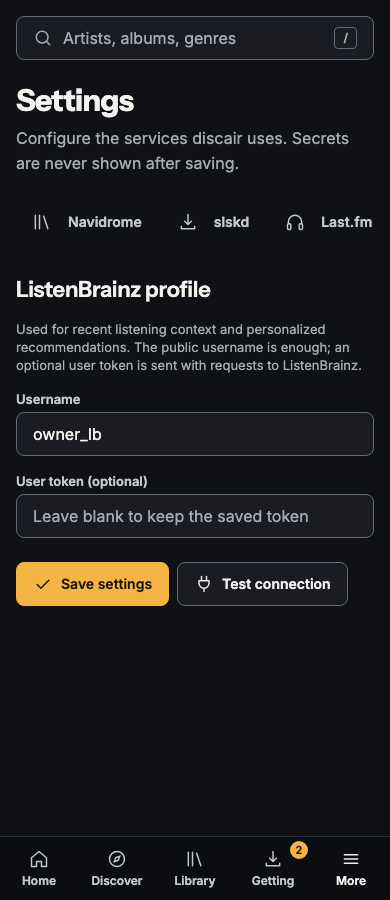 Artists, albums, genres /
Settings
Configure the services discair uses. Secrets
are never shown after saving.
Navidrome slskd Last.fm
ListenBrainz profile
Used for recent listening context and personalized
recommendations. The public username is enough; an
optional user token is sent with requests to ListenBrainz.
Username
owner_lb
User token (optional)
Leave blank to keep the saved token
Save settings Test connection
2
Home Discover Library Getting More